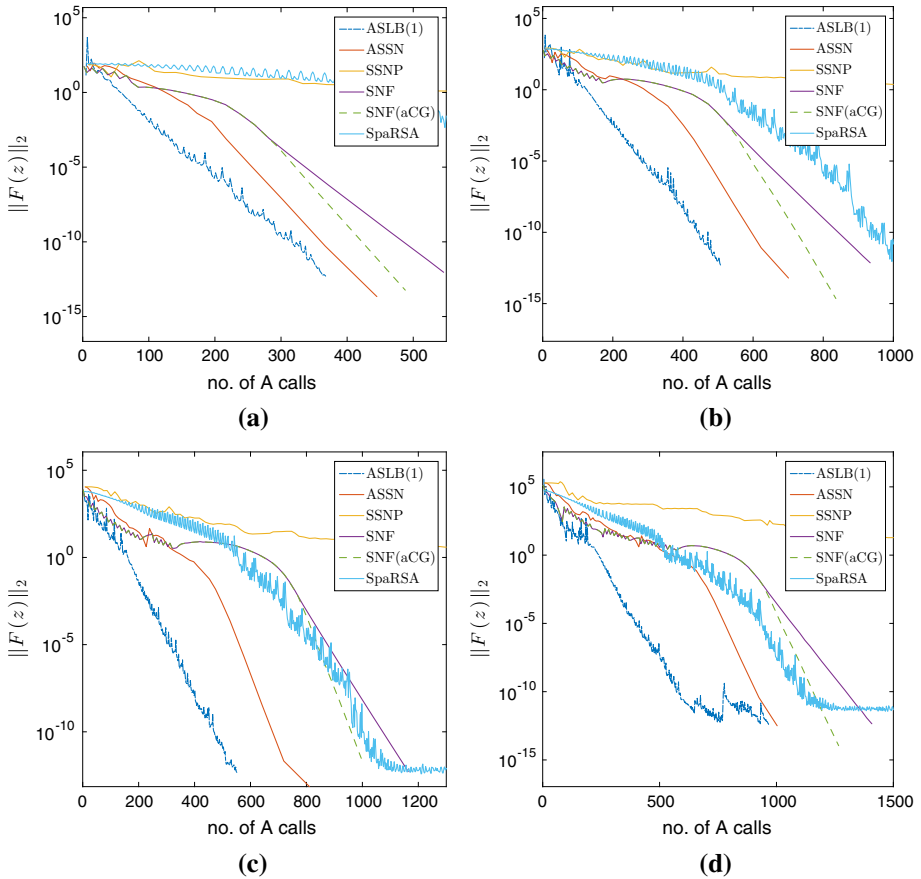 10^5
10^0
10^-5
10^-10
10^-15
||F(z)||_2
0 100 200 300 400 500
no. of A calls
ASLB(1)
ASSN
SSNP
SNF
SNF(aCG)
SpaRSA
(a)
10^5
10^0
10^-5
10^-10
10^-15
||F(z)||_2
0 200 400 600 800 1000
no. of A calls
ASLB(1)
ASSN
SSNP
SNF
SNF(aCG)
SpaRSA
(b)
10^5
10^0
10^-5
10^-10
||F(z)||_2
0 200 400 600 800 1000 1200
no. of A calls
ASLB(1)
ASSN
SSNP
SNF
SNF(aCG)
SpaRSA
(c)
10^5
10^0
10^-5
10^-10
10^-15
||F(z)||_2
0 500 1000 1500
no. of A calls
ASLB(1)
ASSN
SSNP
SNF
SNF(aCG)
SpaRSA
(d)